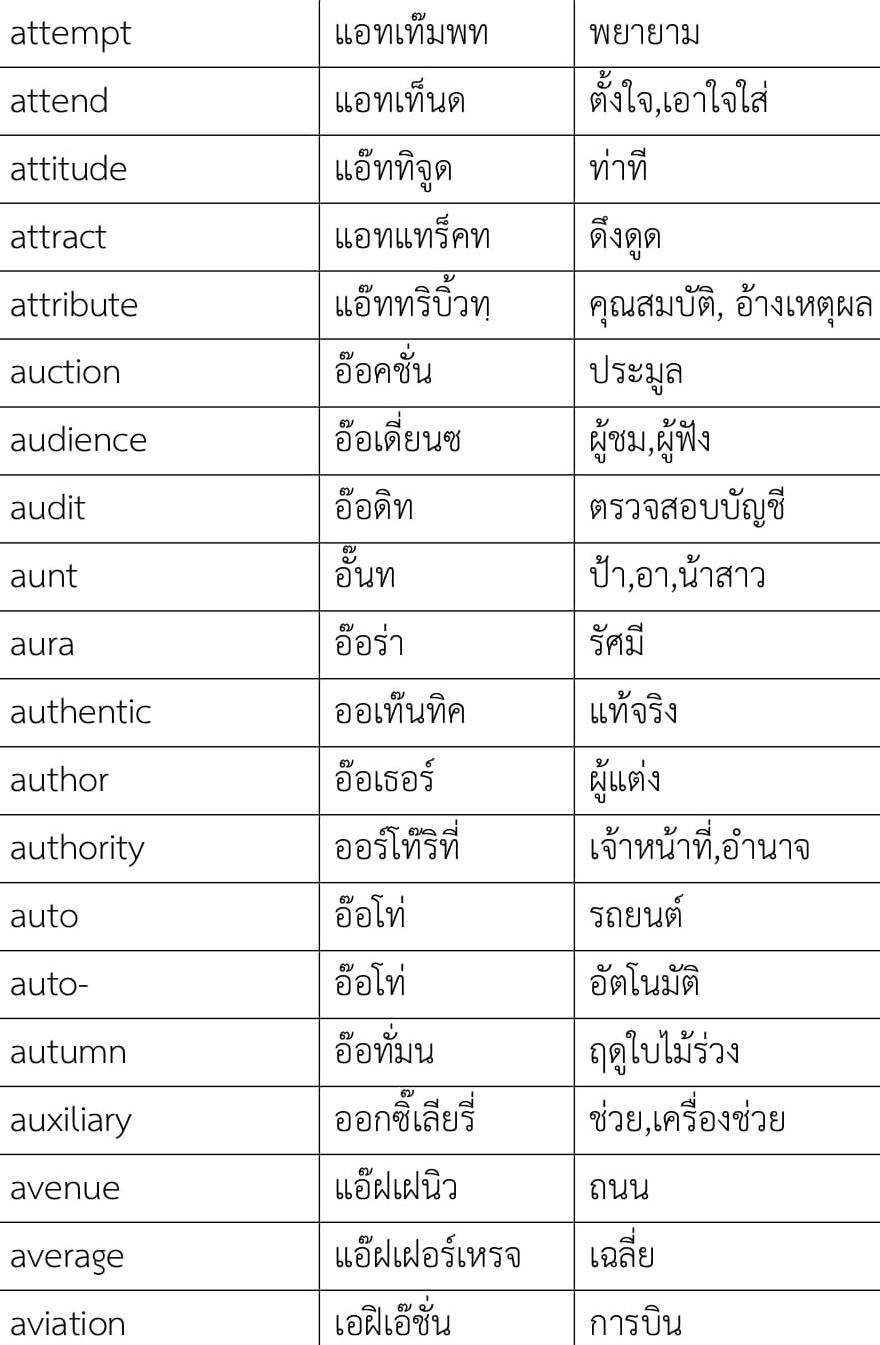 attempt แอทเท๊มพท พยายาม
attend แอทเท็นด ตั้งใจ,เอาใจใส่
attitude แอ๊ททิจูด ท่าที
attract แอทแทร็คท ดึงดูด
attribute แอ๊ททริบิ้วทฺ คุณสมบัติ, อ้างเหตุผล
auction อ๊อคชั่น ประมูล
audience อ๊อเดี่ยนซ ผู้ชม,ผู้ฟัง
audit อ๊อดิท ตรวจสอบบัญชี
aunt อั๊นท ป้า,อา,น้าสาว
aura อ๊อร่า รัศมี
authentic ออเท๊นทิค แท้จริง
author อ๊อเธอร์ ผู้แต่ง
authority ออร์โท๊ริที่ เจ้าหน้าที่,อำนาจ
auto อ๊อโท่ รถยนต์
auto- อ๊อโท่ อัตโนมัติ
autumn อ๊อทั่มน ฤดูใบไม้ร่วง
auxiliary ออกซิ๊เลียรี่ ช่วย,เครื่องช่วย
avenue แอ๊ฝเฝนิว ถนน
average แอ๊ฝเฝอร์เหรจ เฉลี่ย
aviation เอฝิเอ๊ชั่น การบิน